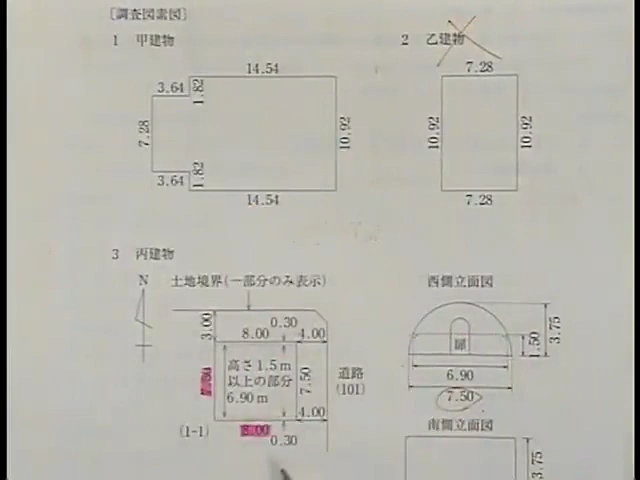 〔調査図素図〕
1 甲建物
2 乙建物
14.54
3.64
1.82
7.28
10.92
3.64
1.82
14.54
7.28
10.92
10.92
7.28
3 丙建物
N
土地境界(一部分のみ表示)
西側立面図
3.00
0.30
8.00
4.00
高さ1.5m
以上の部分
6.90m
7.50
道路
(101)
4.00
(1-1)
8.00
0.30
扉
1.50
3.75
6.90
7.50
南側立面図
3.75